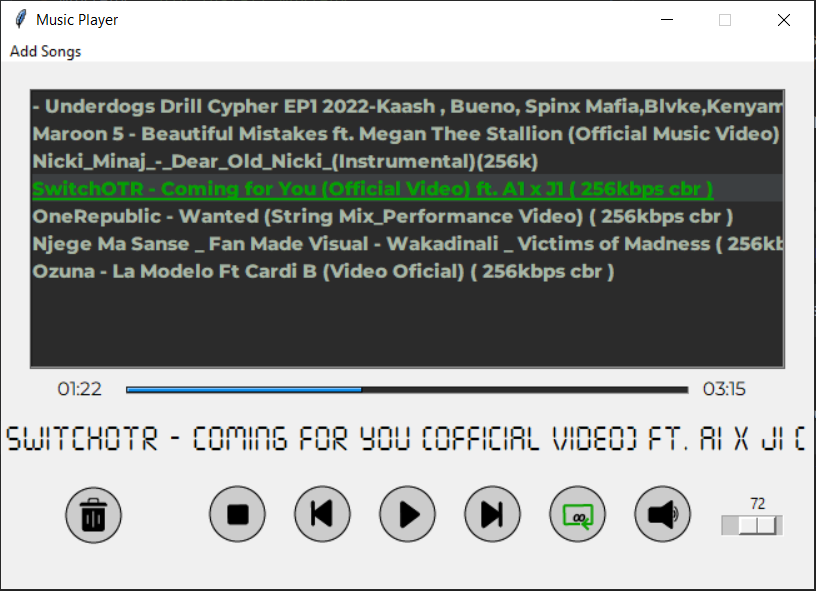 Music Player
Add Songs
- Underdogs Drill Cypher EP1 2022-Kaash , Bueno, Spinx Mafia,Blvke,Kenyam
Maroon 5 - Beautiful Mistakes ft. Megan Thee Stallion (Official Music Video)
Nicki_Minaj_-_Dear_Old_Nicki_(Instrumental)(256k)
SwitchOTR - Coming for You (Official Video) ft. A1 x J1 ( 256kbps cbr )
OneRepublic - Wanted (String Mix_Performance Video) ( 256kbps cbr )
Njege Ma Sanse _ Fan Made Visual - Wakadinali _ Victims of Madness ( 256kb
Ozuna - La Modelo Ft Cardi B (Video Oficial) ( 256kbps cbr )
01:22 03:15
SWITCHOTR - COMING FOR YOU (OFFICIAL VIDEO) FT. A1 X J1 (
72